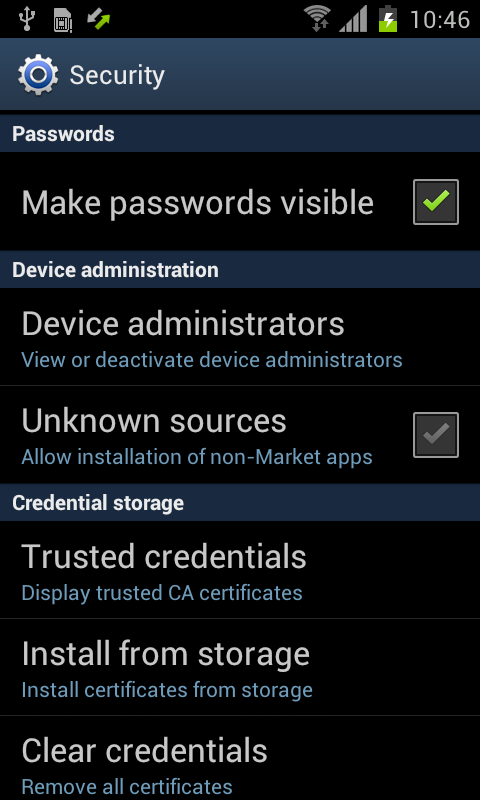 10:46
Security
Passwords
Make passwords visible
Device administration
Device administrators
View or deactivate device administrators
Unknown sources
Allow installation of non-Market apps
Credential storage
Trusted credentials
Display trusted CA certificates
Install from storage
Install certificates from storage
Clear credentials
Remove all certificates